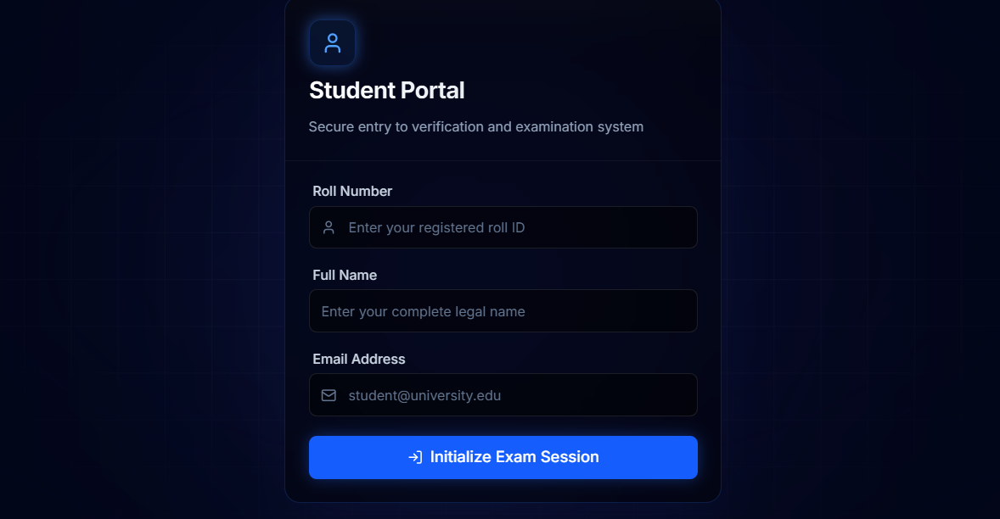 Student Portal
Secure entry to verification and examination system
Roll Number
Enter your registered roll ID
Full Name
Enter your complete legal name
Email Address
student@university.edu
Initialize Exam Session